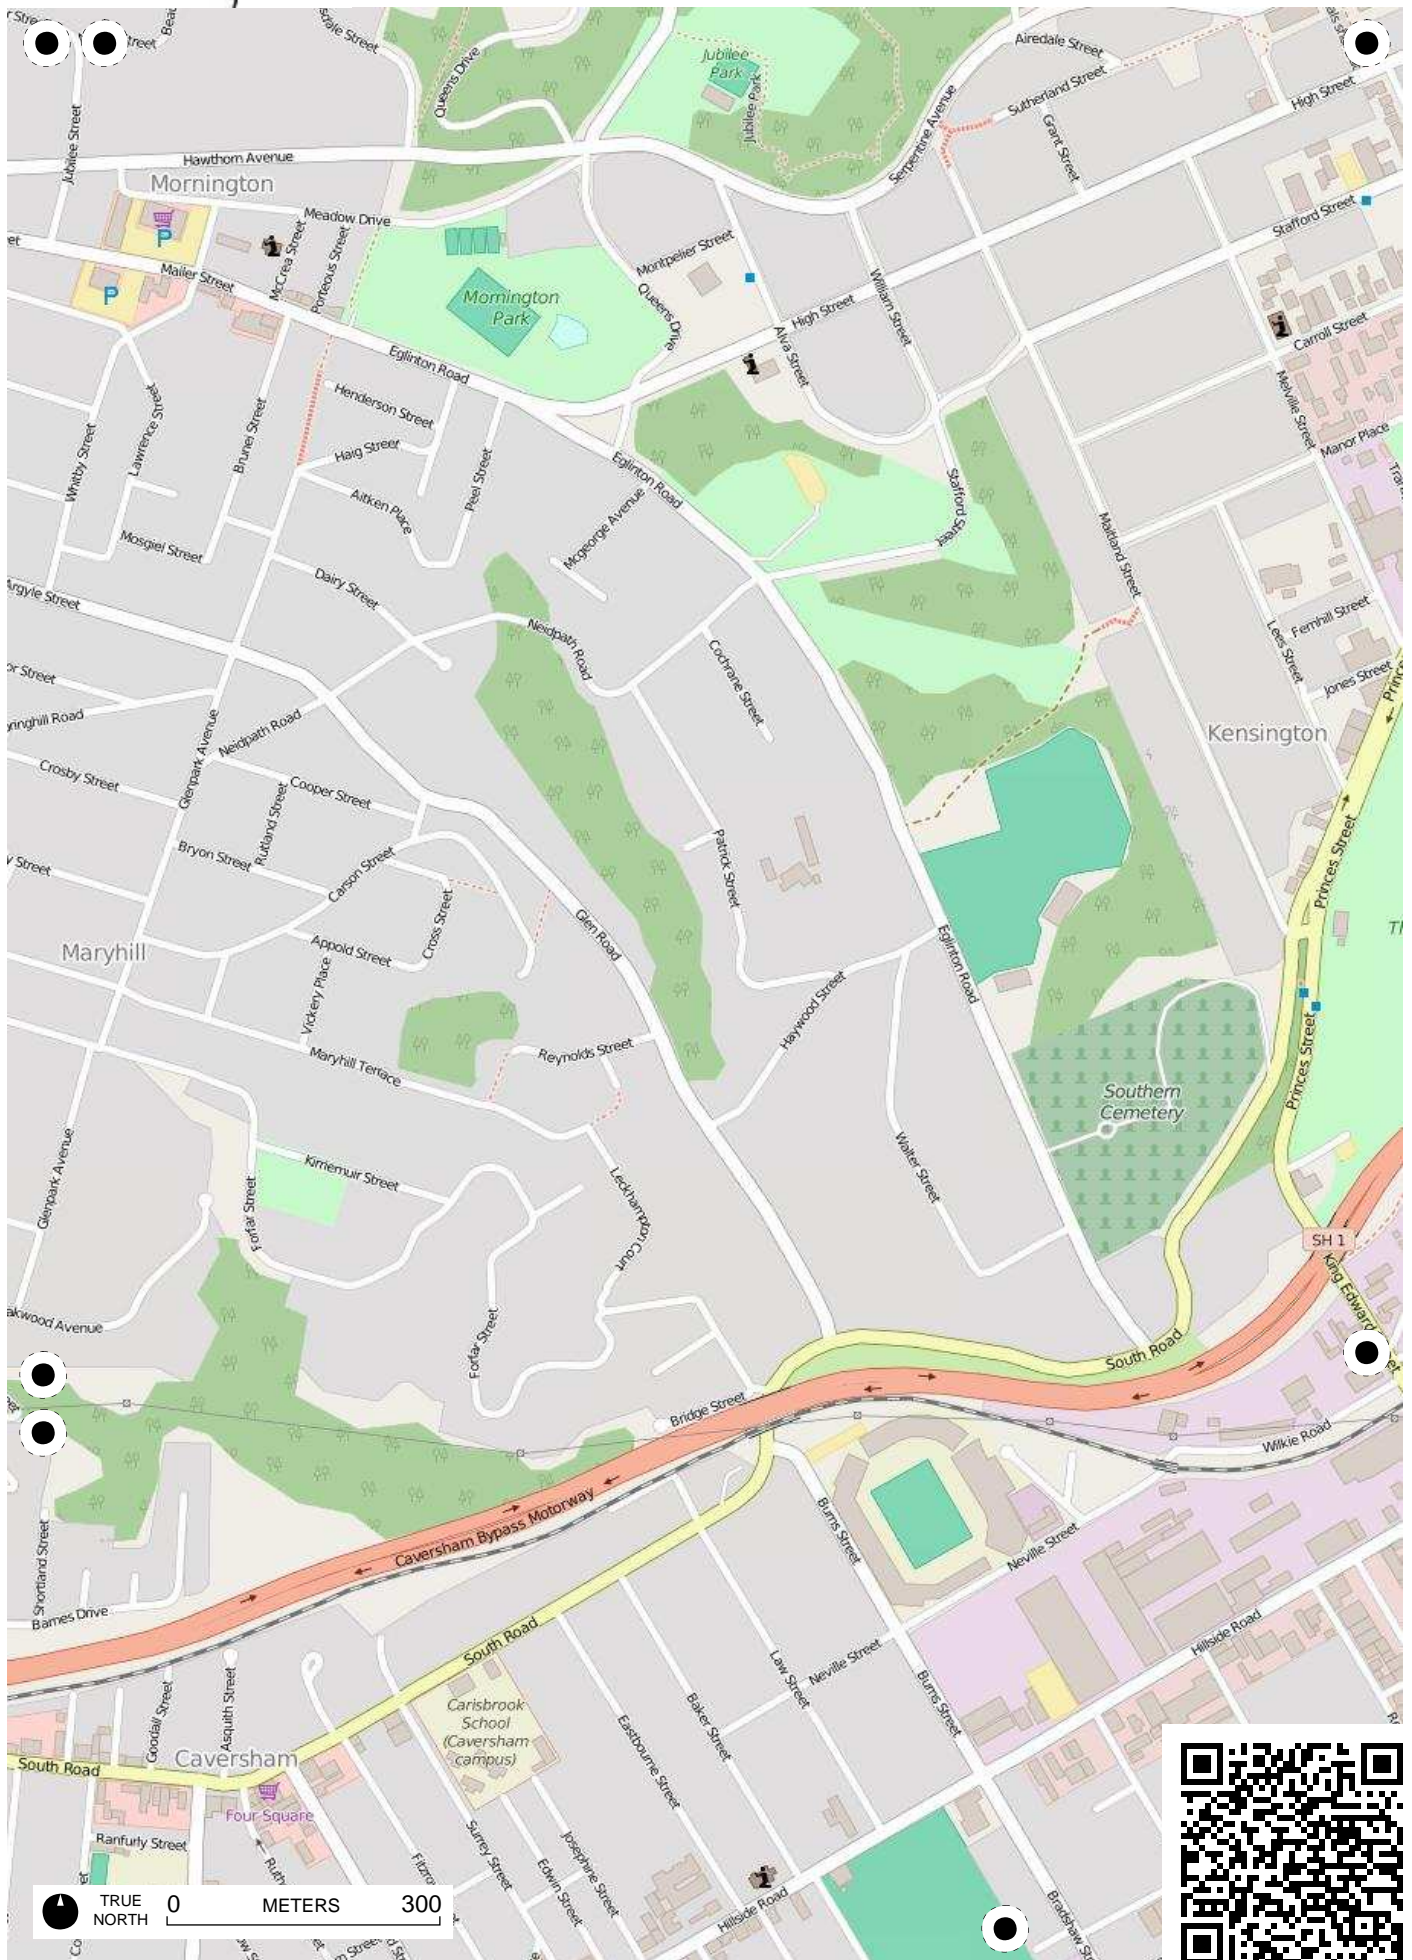 Jubilee Street
Hawthorn Avenue
Mornington
Queens Drive
Jubilee
Park
Jubilee Park
Airedale Street
Sutherland Street
Serpentine Avenue
Grant Street
High Street
Stafford Street
Meadow Drive
McCrea Street
Porteous Street
P
P
Mailer Street
Montpelier Street
Queens Drive
Mornington
Park
High Street
William Street
Alva Street
Carroll Street
Melville Street
Manor Place
Eglinton Road
Henderson Street
Haig Street
Aitken Place
Peel Street
Lawrence Street
Whitby Street
Brunel Street
Mosgiel Street
Eglinton Road
Mcgeorge Avenue
Stafford Street
Maitland Street
Argyle Street
Dairy Street
Neidpath Road
Cochrane Street
Fernhill Street
Lees Street
Jones Street
Kensington
Neidpath Road
Glenpark Avenue
Crosby Street
Cooper Street
Rutland Street
Bryon Street
Carson Street
Patrick Street
Princes Street
Cross Street
Appold Street
Maryhill
Vickery Place
Glen Road
Eglinton Road
Haywood Street
Maryhill Terrace
Reynolds Street
Princes Street
Southern
Cemetery
Glenpark Avenue
Kirriemuir Street
Forfar Street
Leckhampton Court
Walter Street
SH 1
King Edward
Forfar Street
South Road
Bridge Street
Wilkie Road
Caversham Bypass Motorway
Burns Street
Neville Street
Shortland Street
Barnes Drive
South Road
Hillside Road
Neville Street
Law Street
Baker Street
Burns Street
Eastbourne Street
Goodall Street
Asquith Street
Carisbrook
School
(Caversham
campus)
Caversham
South Road
Four Square
Ranfurly Street
Surrey Street
Edwin Street
Josephine Street
Hillside Road
TRUE
NORTH
0 METERS 300